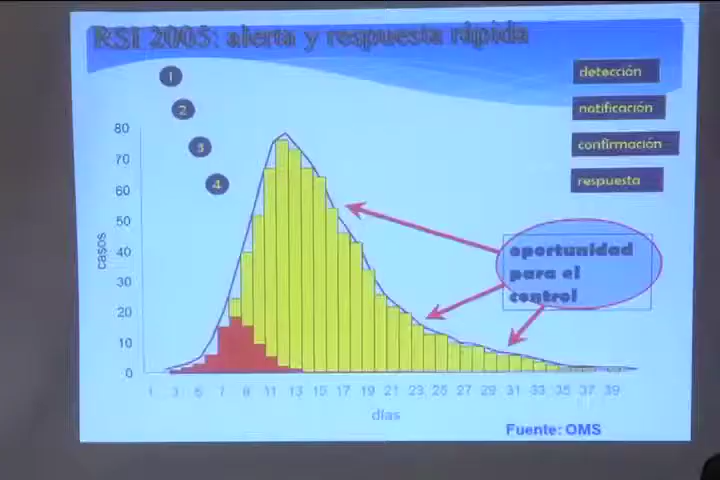 RSI 2005: alerta y respuesta rápida
1
2
3
4
detección
notificación
confirmación
respuesta
80
70
60
50
40
30
20
10
0
casos
oportunidad
para el
control
1 3 5 7 9 11 13 15 17 19 21 23 25 27 29 31 33 35 37 39
días
Fuente: OMS